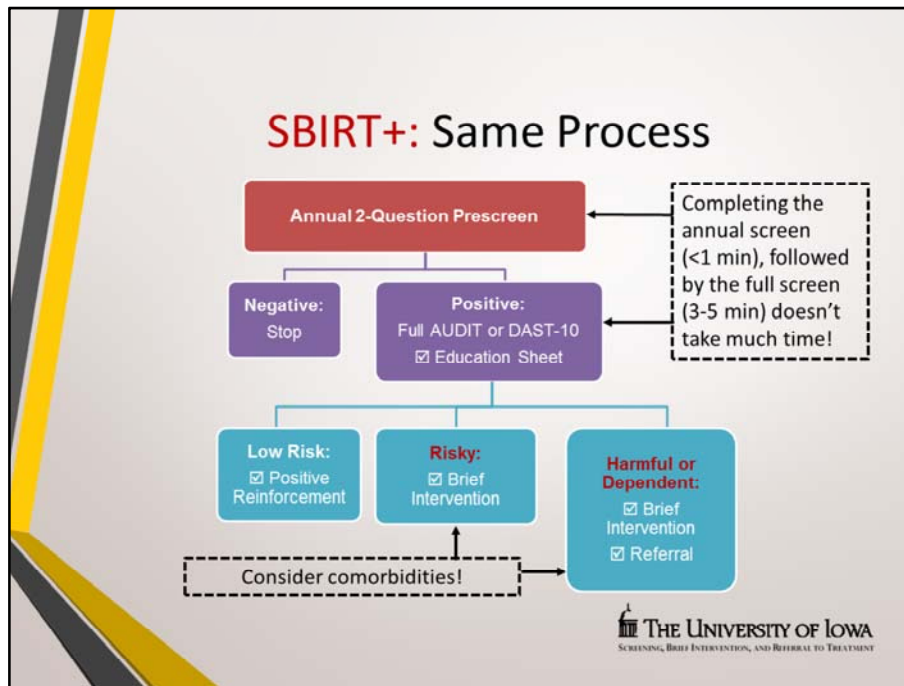 SBIRT+: Same Process
Annual 2-Question Prescreen
Completing the
annual screen
(<1 min), followed
by the full screen
(3-5 min) doesn't
take much time!
Negative:
Stop
Positive:
Full AUDIT or DAST-10
☑ Education Sheet
Low Risk:
☑ Positive
Reinforcement
Risky:
☑ Brief
Intervention
Harmful or
Dependent:
☑ Brief
Intervention
☑ Referral
Consider comorbidities!
THE UNIVERSITY OF IOWA
SCREENING, BRIEF INTERVENTION, AND REFERRAL TO TREATMENT